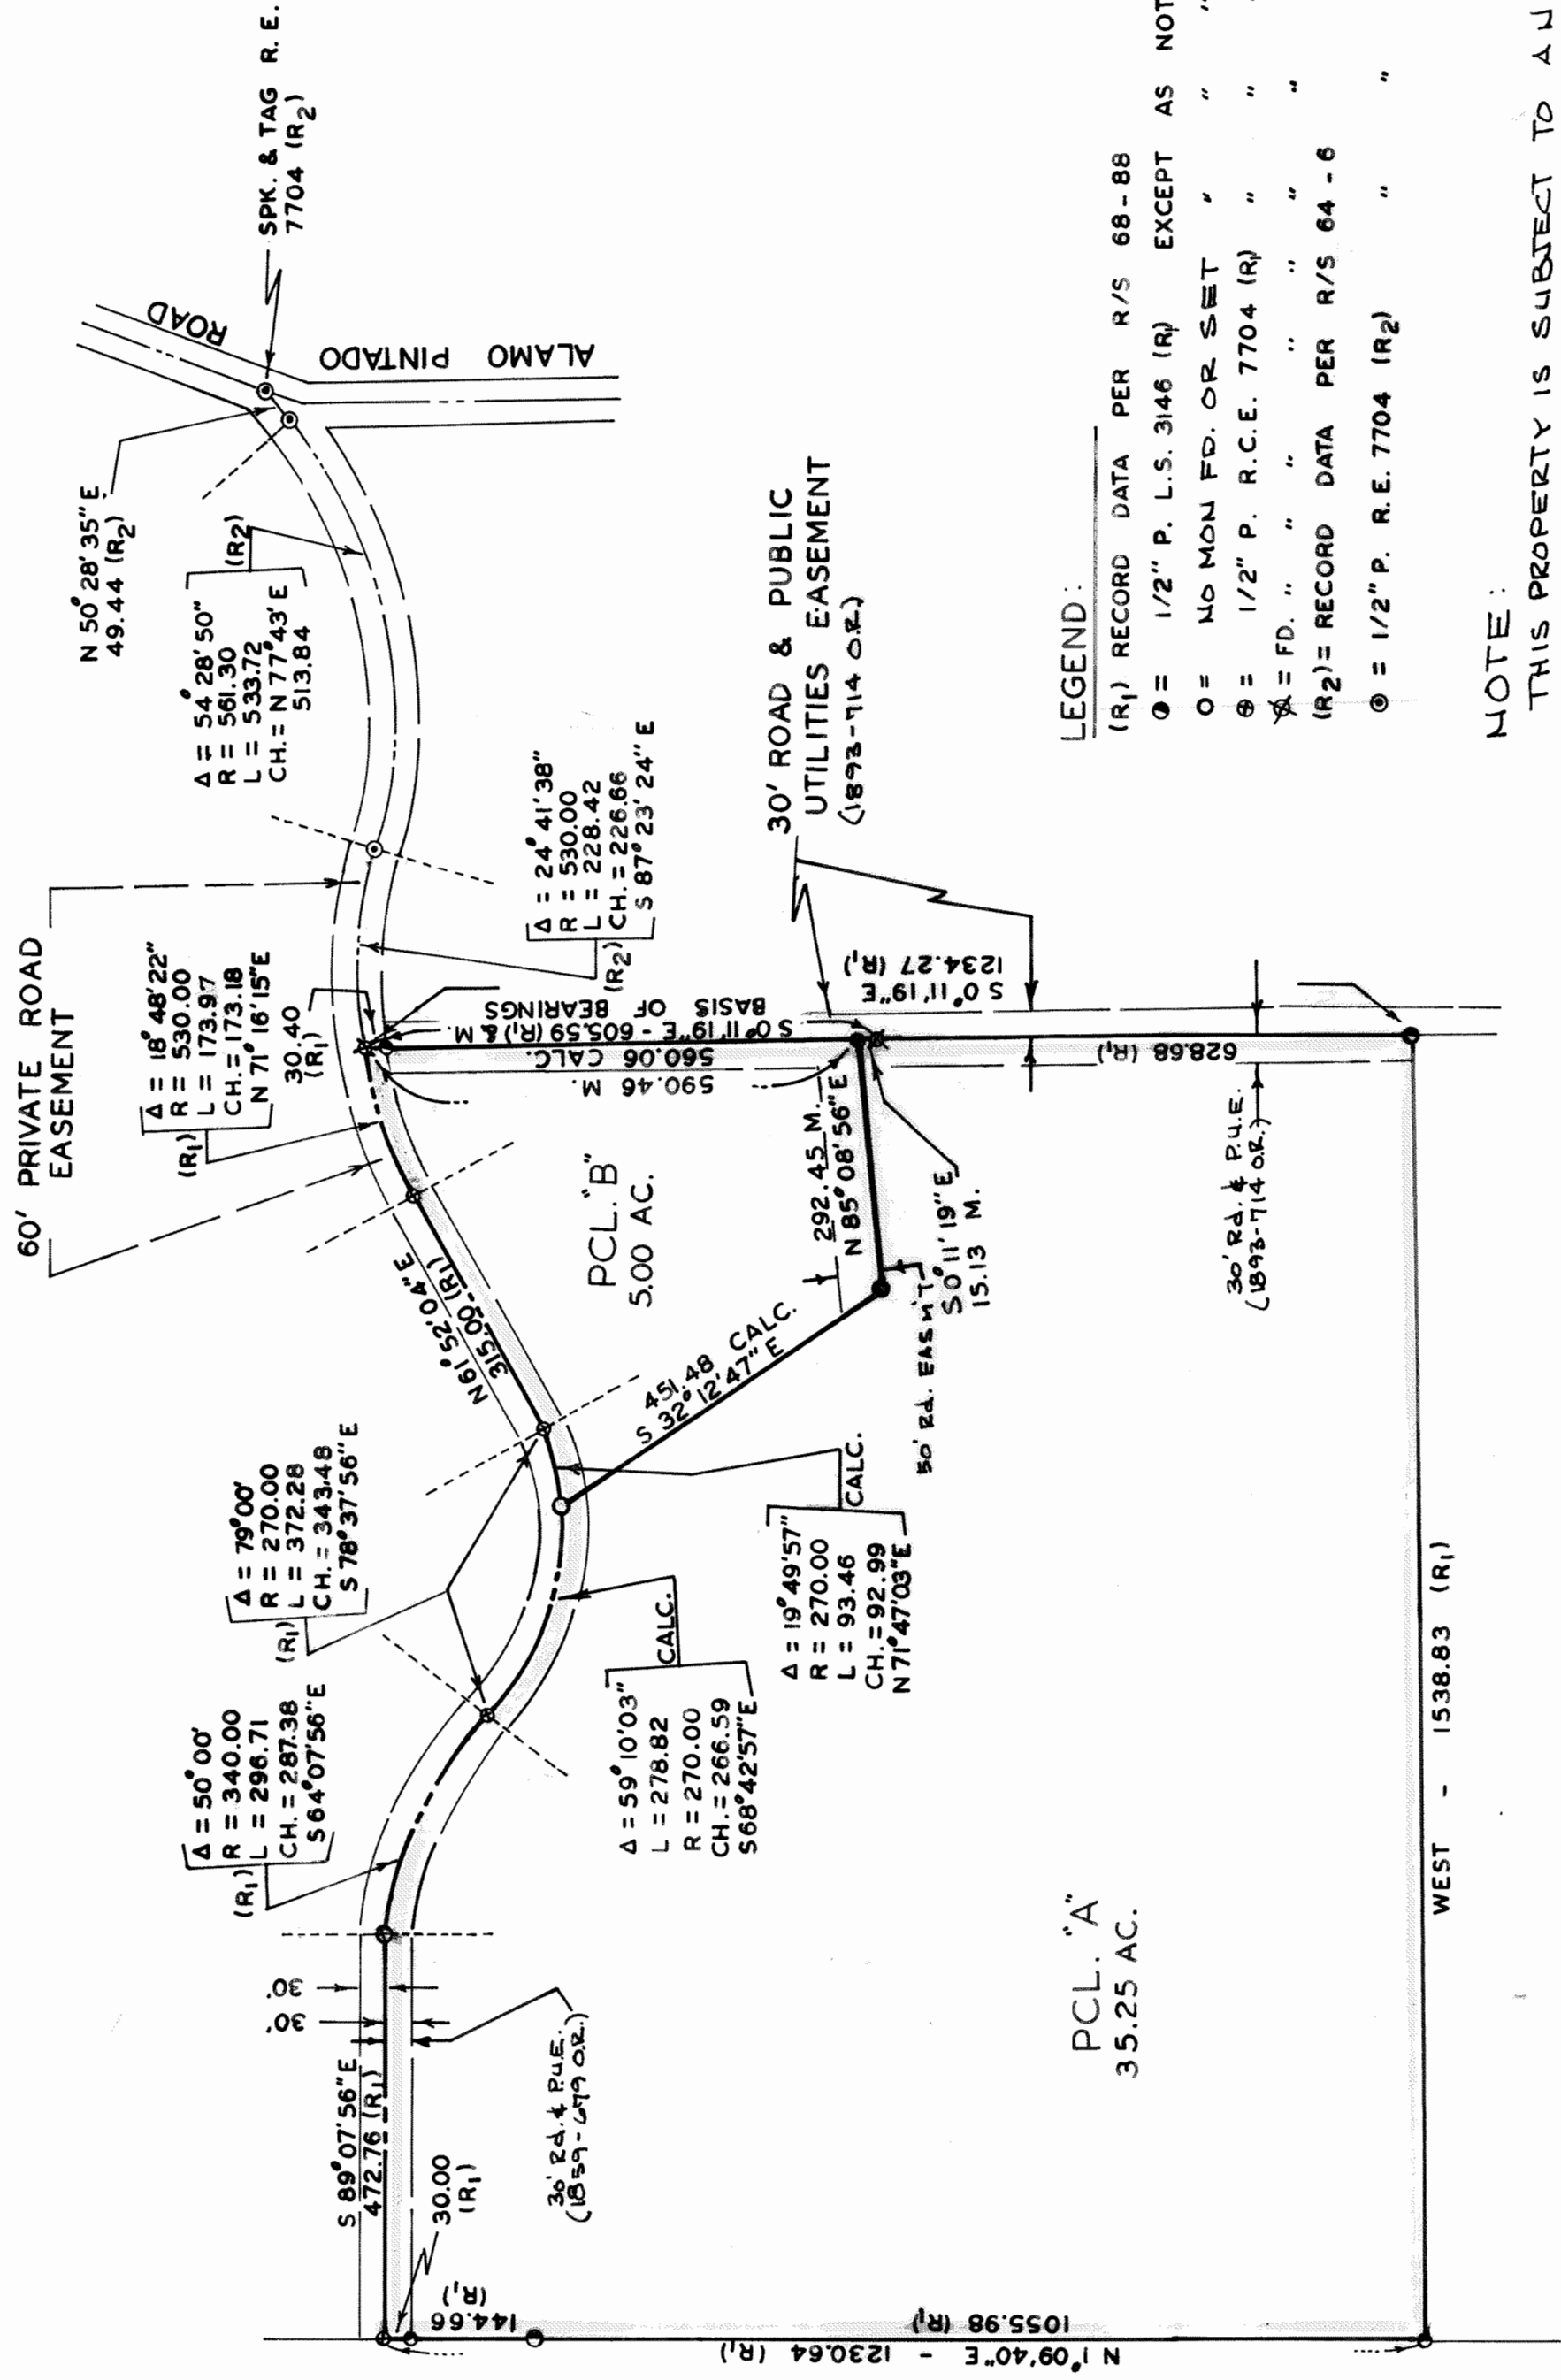 60' PRIVATE ROAD
EASEMENT
N 50° 28' 35" E
49.44 (R2)
SPK. & TAG R. E.
7704 (R2)
ROAD
ALAMO PINTADO
Δ = 54° 28' 50"
R = 561.30
L = 533.72
CH. = N 77° 43' E
513.84
(R2)
Δ = 18° 48' 22"
R = 530.00
L = 173.97
CH. = 173.18
N 71° 16' 15" E
(R1)
30.40
(R1)
Δ = 24° 41' 38"
R = 530.00
L = 228.42
CH. = 226.66
S 87° 23' 24" E
(R2)
30' ROAD & PUBLIC
UTILITIES EASEMENT
(1893-714 O.R.)
BASIS OF BEARINGS
S 0° 11' 19" E - 605.59 (R1) & M.
560.06 CALC.
590.46 M.
S 0° 11' 19" E
1234.27 (R1)
628.68 (R1)
N 61° 52' 04" E
315.00 (R1)
PCL. "B"
5.00 AC.
292.45 M.
N 85° 08' 56" E
S 0° 11' 19" E
15.13 M.
50' Rd. EASM'T
451.48 CALC.
S 32° 12' 47" E
30' Rd. & P.U.E.
(1893-714 O.R.)
Δ = 79° 00'
R = 270.00
L = 372.28
CH. = 343.48
S 78° 37' 56" E
(R1)
Δ = 50° 00'
R = 340.00
L = 296.71
CH. = 287.38
S 64° 07' 56" E
(R1)
Δ = 59° 10' 03"
L = 278.82
R = 270.00
CH. = 266.59
S 68° 42' 57" E
CALC.
Δ = 19° 49' 57"
R = 270.00
L = 93.46
CH. = 92.99
N 71° 47' 03" E
CALC.
30'
30'
S 89° 07' 56" E
472.76 (R1)
30.00
(R1)
30' Rd. & P.U.E.
(1859-679 O.R.)
144.66
(R1)
1055.98 (R1)
N 1° 09' 40" E - 1230.64 (R1)
PCL. "A"
35.25 AC.
WEST - 1538.83 (R1)
LEGEND:
(R1) RECORD DATA PER R/S 68-88
= 1/2" P. L.S. 3146 (R1) EXCEPT AS NOT
O = NO MON FD. OR SET " " "
⊕ = 1/2" P. R.C.E. 7704 (R1) " " "
= FD. " " " " " " "
(R2) = RECORD DATA PER R/S 64-6
⊙ = 1/2" P. R.E. 7704 (R2) " "
NOTE:
THIS PROPERTY IS SUBJECT TO AN